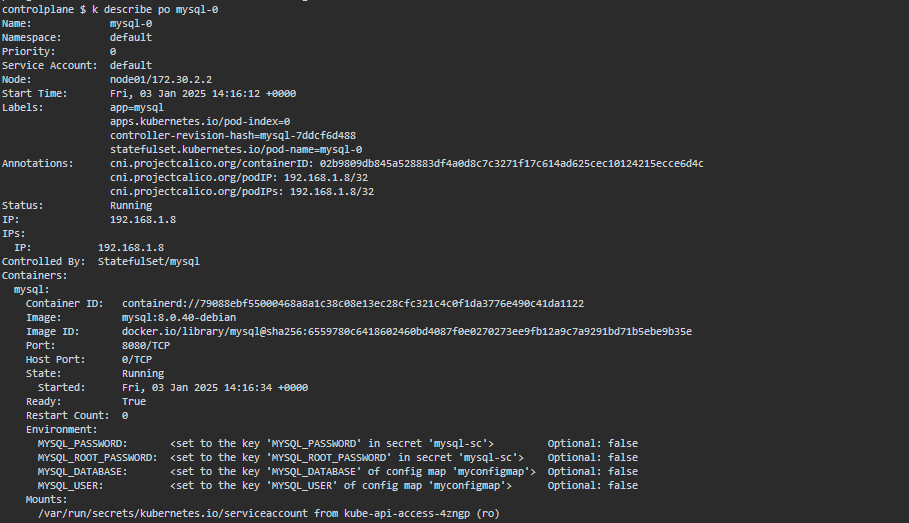 controlplane $ k describe po mysql-0
Name:             mysql-0
Namespace:        default
Priority:         0
Service Account:  default
Node:             node01/172.30.2.2
Start Time:       Fri, 03 Jan 2025 14:16:12 +0000
Labels:           app=mysql
                  apps.kubernetes.io/pod-index=0
                  controller-revision-hash=mysql-7ddcf6d488
                  statefulset.kubernetes.io/pod-name=mysql-0
Annotations:      cni.projectcalico.org/containerID: 02b9809db845a528883df4a0d8c7c3271f17c614ad625cec10124215ecce6d4c
                  cni.projectcalico.org/podIP: 192.168.1.8/32
                  cni.projectcalico.org/podIPs: 192.168.1.8/32
Status:           Running
IP:               192.168.1.8
IPs:
  IP:           192.168.1.8
Controlled By:  StatefulSet/mysql
Containers:
  mysql:
    Container ID:   containerd://79088ebf55000468a8a1c38c08e13ec28cfc321c4c0f1da3776e490c41da1122
    Image:          mysql:8.0.40-debian
    Image ID:       docker.io/library/mysql@sha256:6559780c6418602460bd4087f0e0270273ee9fb12a9c7a9291bd71b5ebe9b35e
    Port:           8080/TCP
    Host Port:      0/TCP
    State:          Running
      Started:      Fri, 03 Jan 2025 14:16:34 +0000
    Ready:          True
    Restart Count:  0
    Environment:
      MYSQL_PASSWORD:       <set to the key 'MYSQL_PASSWORD' in secret 'mysql-sc'>         Optional: false
      MYSQL_ROOT_PASSWORD:  <set to the key 'MYSQL_ROOT_PASSWORD' in secret 'mysql-sc'>    Optional: false
      MYSQL_DATABASE:       <set to the key 'MYSQL_DATABASE' of config map 'myconfigmap'>  Optional: false
      MYSQL_USER:           <set to the key 'MYSQL_USER' of config map 'myconfigmap'>      Optional: false
    Mounts:
      /var/run/secrets/kubernetes.io/serviceaccount from kube-api-access-4zngp (ro)